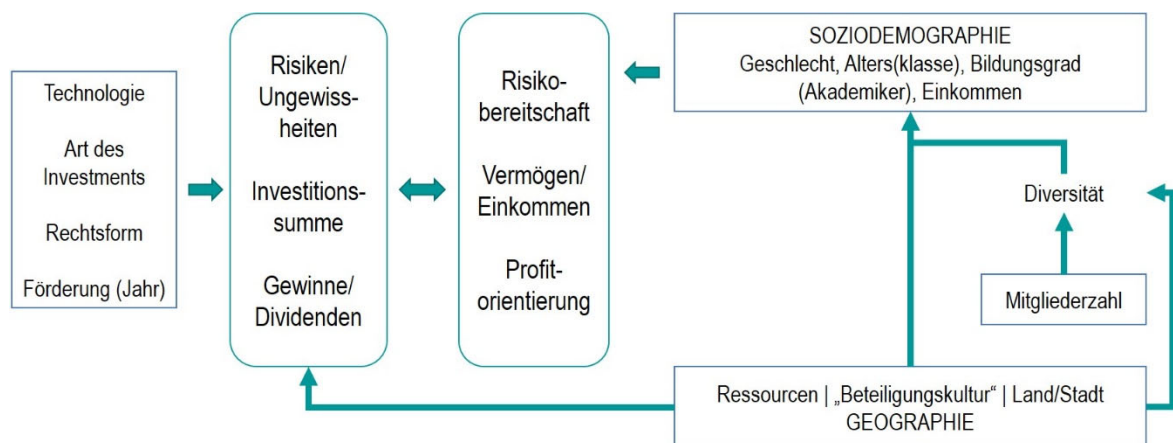 Technologie
Art des
Investments
Rechtsform
Förderung (Jahr)
Risiken/
Ungewiss-
heiten
Investitions-
summe
Gewinne/
Dividenden
Risiko-
bereitschaft
Vermögen/
Einkommen
Profit-
orientierung
SOZIODEMOGRAPHIE
Geschlecht, Alters(klasse), Bildungsgrad
(Akademiker), Einkommen
Diversität
Mitgliederzahl
Ressourcen | „Beteiligungskultur“ | Land/Stadt
GEOGRAPHIE